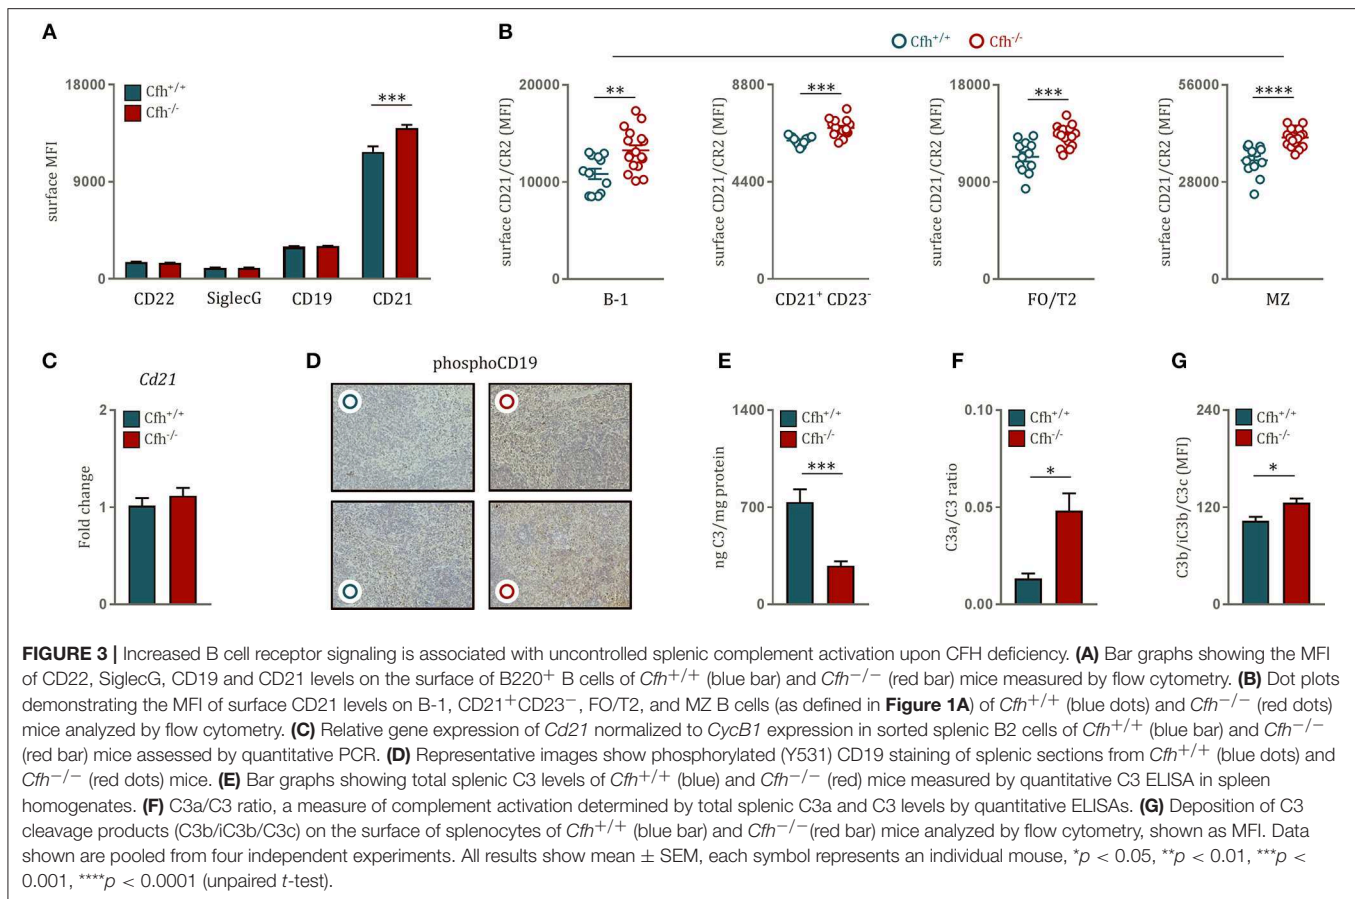 A
B
Cfh+/+ Cfh-/-
18000
9000
0
surface MFI
Cfh+/+
Cfh-/-
***
CD22 SiglecG CD19 CD21
20000
10000
0
surface CD21/CR2 (MFI)
**
B-1
8800
4400
0
surface CD21/CR2 (MFI)
***
CD21+ CD23-
18000
9000
0
surface CD21/CR2 (MFI)
***
FO/T2
56000
28000
0
surface CD21/CR2 (MFI)
****
MZ
C
Cd21
2
1
0
Fold change
Cfh+/+
Cfh-/-
D
phosphoCD19
E
1400
700
0
ng C3/mg protein
Cfh+/+
Cfh-/-
***
F
0.10
0.05
0.00
C3a/C3 ratio
Cfh+/+
Cfh-/-
*
G
240
120
0
C3b/iC3b/C3c (MFI)
Cfh+/+
Cfh-/-
*
FIGURE 3 | Increased B cell receptor signaling is associated with uncontrolled splenic complement activation upon CFH deficiency. (A) Bar graphs showing the MFI
of CD22, SiglecG, CD19 and CD21 levels on the surface of B220+ B cells of Cfh+/+ (blue bar) and Cfh−/− (red bar) mice measured by flow cytometry. (B) Dot plots
demonstrating the MFI of surface CD21 levels on B-1, CD21+CD23−, FO/T2, and MZ B cells (as defined in Figure 1A) of Cfh+/+ (blue dots) and Cfh−/− (red dots)
mice analyzed by flow cytometry. (C) Relative gene expression of Cd21 normalized to CycB1 expression in sorted splenic B2 cells of Cfh+/+ (blue bar) and Cfh−/−
(red bar) mice assessed by quantitative PCR. (D) Representative images show phosphorylated (Y531) CD19 staining of splenic sections from Cfh+/+ (blue dots) and
Cfh−/− (red dots) mice. (E) Bar graphs showing total splenic C3 levels of Cfh+/+ (blue) and Cfh−/− (red) mice measured by quantitative C3 ELISA in spleen
homogenates. (F) C3a/C3 ratio, a measure of complement activation determined by total splenic C3a and C3 levels by quantitative ELISAs. (G) Deposition of C3
cleavage products (C3b/iC3b/C3c) on the surface of splenocytes of Cfh+/+ (blue bar) and Cfh−/−(red bar) mice analyzed by flow cytometry, shown as MFI. Data
shown are pooled from four independent experiments. All results show mean ± SEM, each symbol represents an individual mouse, *p < 0.05, **p < 0.01, ***p <
0.001, ****p < 0.0001 (unpaired t-test).